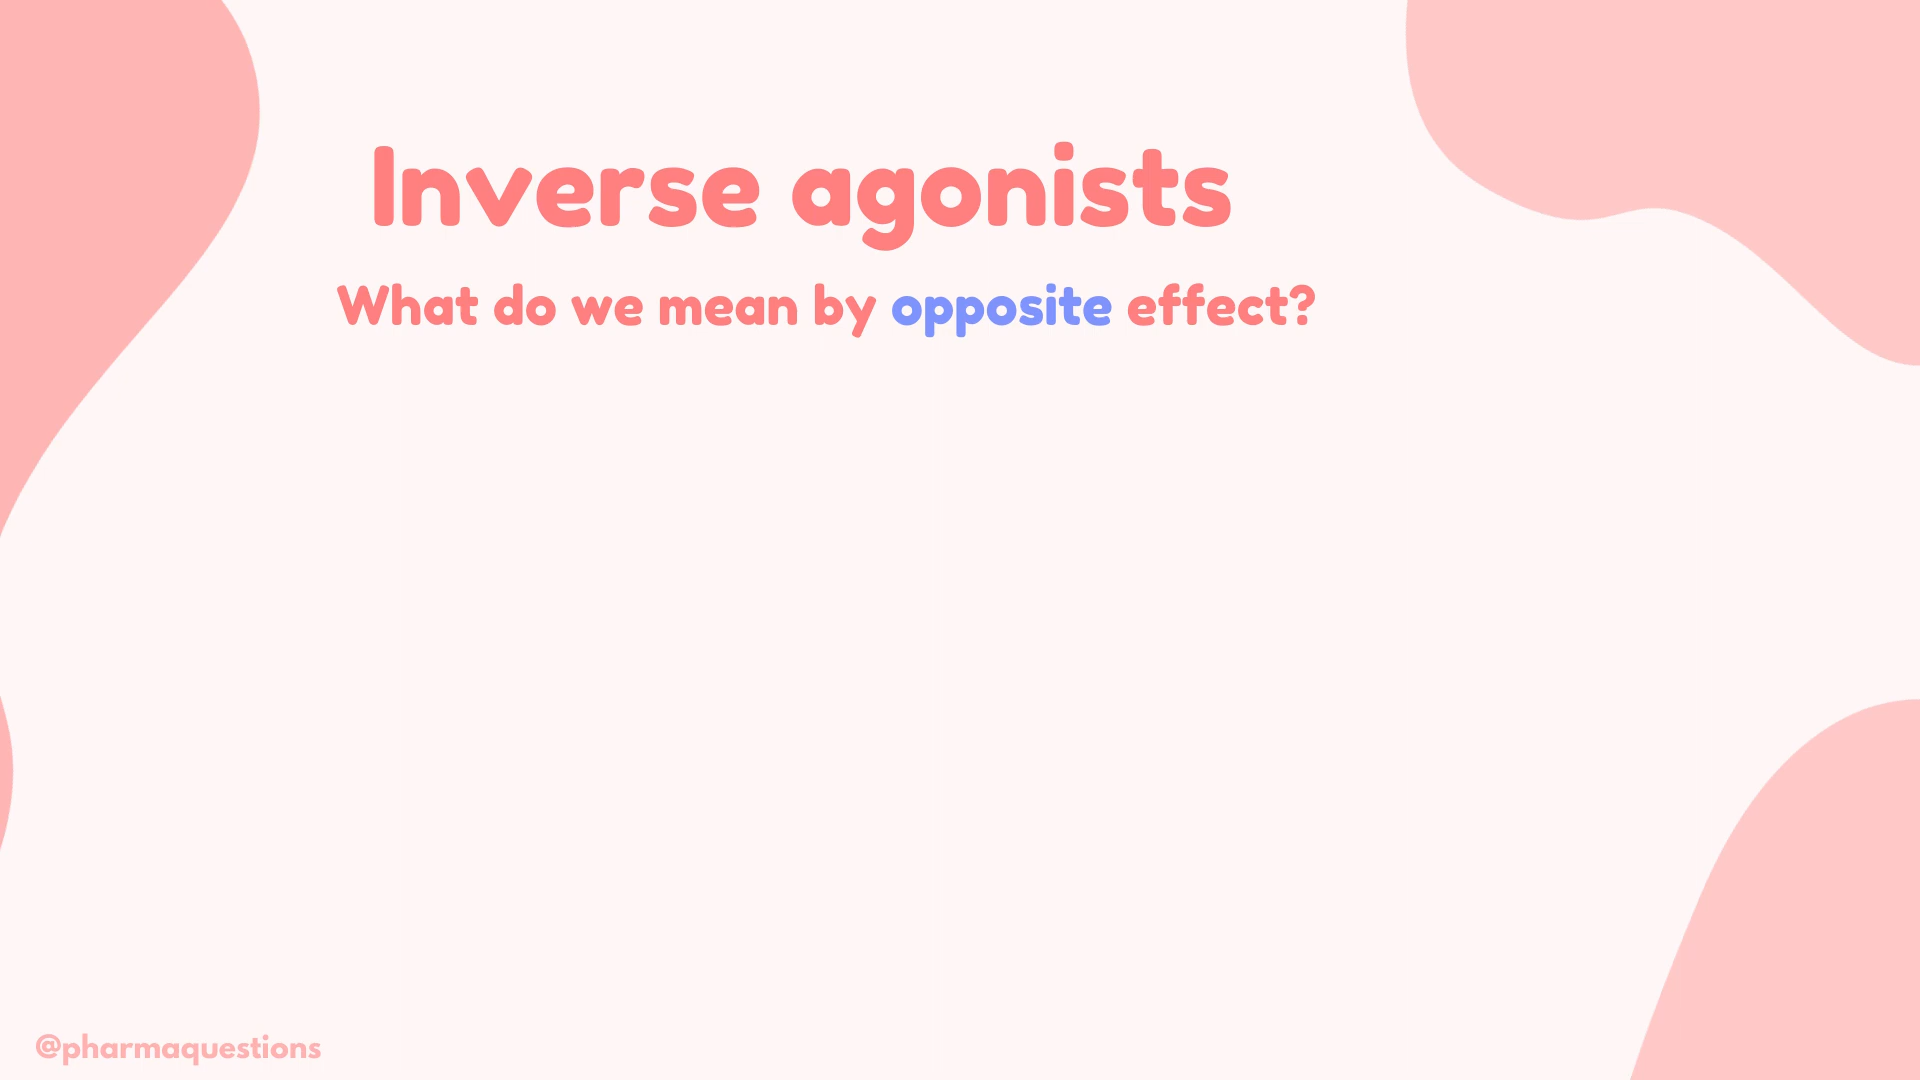 Inverse agonists
What do we mean by opposite effect?
@pharmaquestions